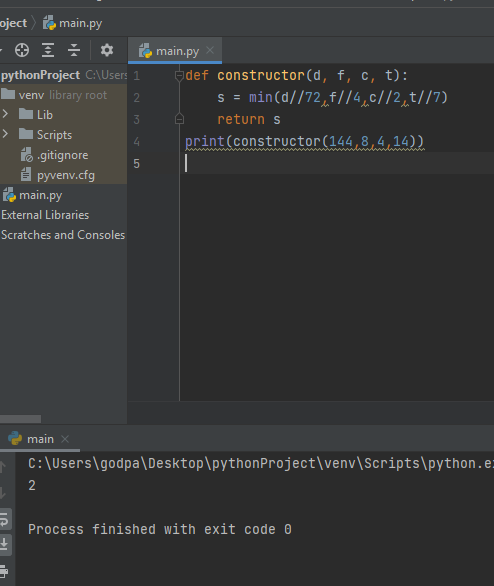 oject
main.py
main.py
pythonProject C:\Users
venv library root
Lib
Scripts
.gitignore
pyvenv.cfg
main.py
External Libraries
Scratches and Consoles
1 def constructor(d, f, c, t):
2 s = min(d//72,f//4,c//2,t//7)
3 return s
4 print(constructor(144,8,4,14))
5
main
C:\Users\godpa\Desktop\pythonProject\venv\Scripts\python.ex
2
Process finished with exit code 0